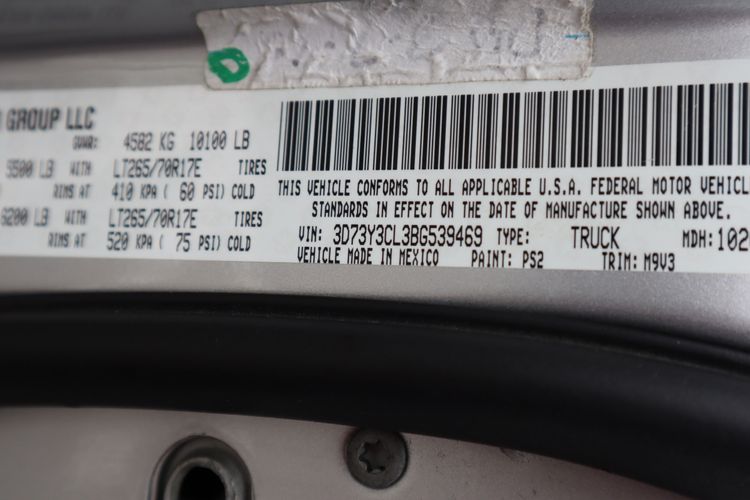 GROUP LLC
GVWR: 4582 KG 10100 LB
5500 LB WITH LT265/70R17E TIRES
RIMS AT 410 KPA ( 60 PSI) COLD
6200 LB WITH LT265/70R17E TIRES
RIMS AT 520 KPA ( 75 PSI) COLD
THIS VEHICLE CONFORMS TO ALL APPLICABLE U.S.A. FEDERAL MOTOR VEHICL
STANDARDS IN EFFECT ON THE DATE OF MANUFACTURE SHOWN ABOVE.
VIN: 3D73Y3CL3BG539469 TYPE: TRUCK MDH: 102
VEHICLE MADE IN MEXICO PAINT: PS2 TRIM: M9V3